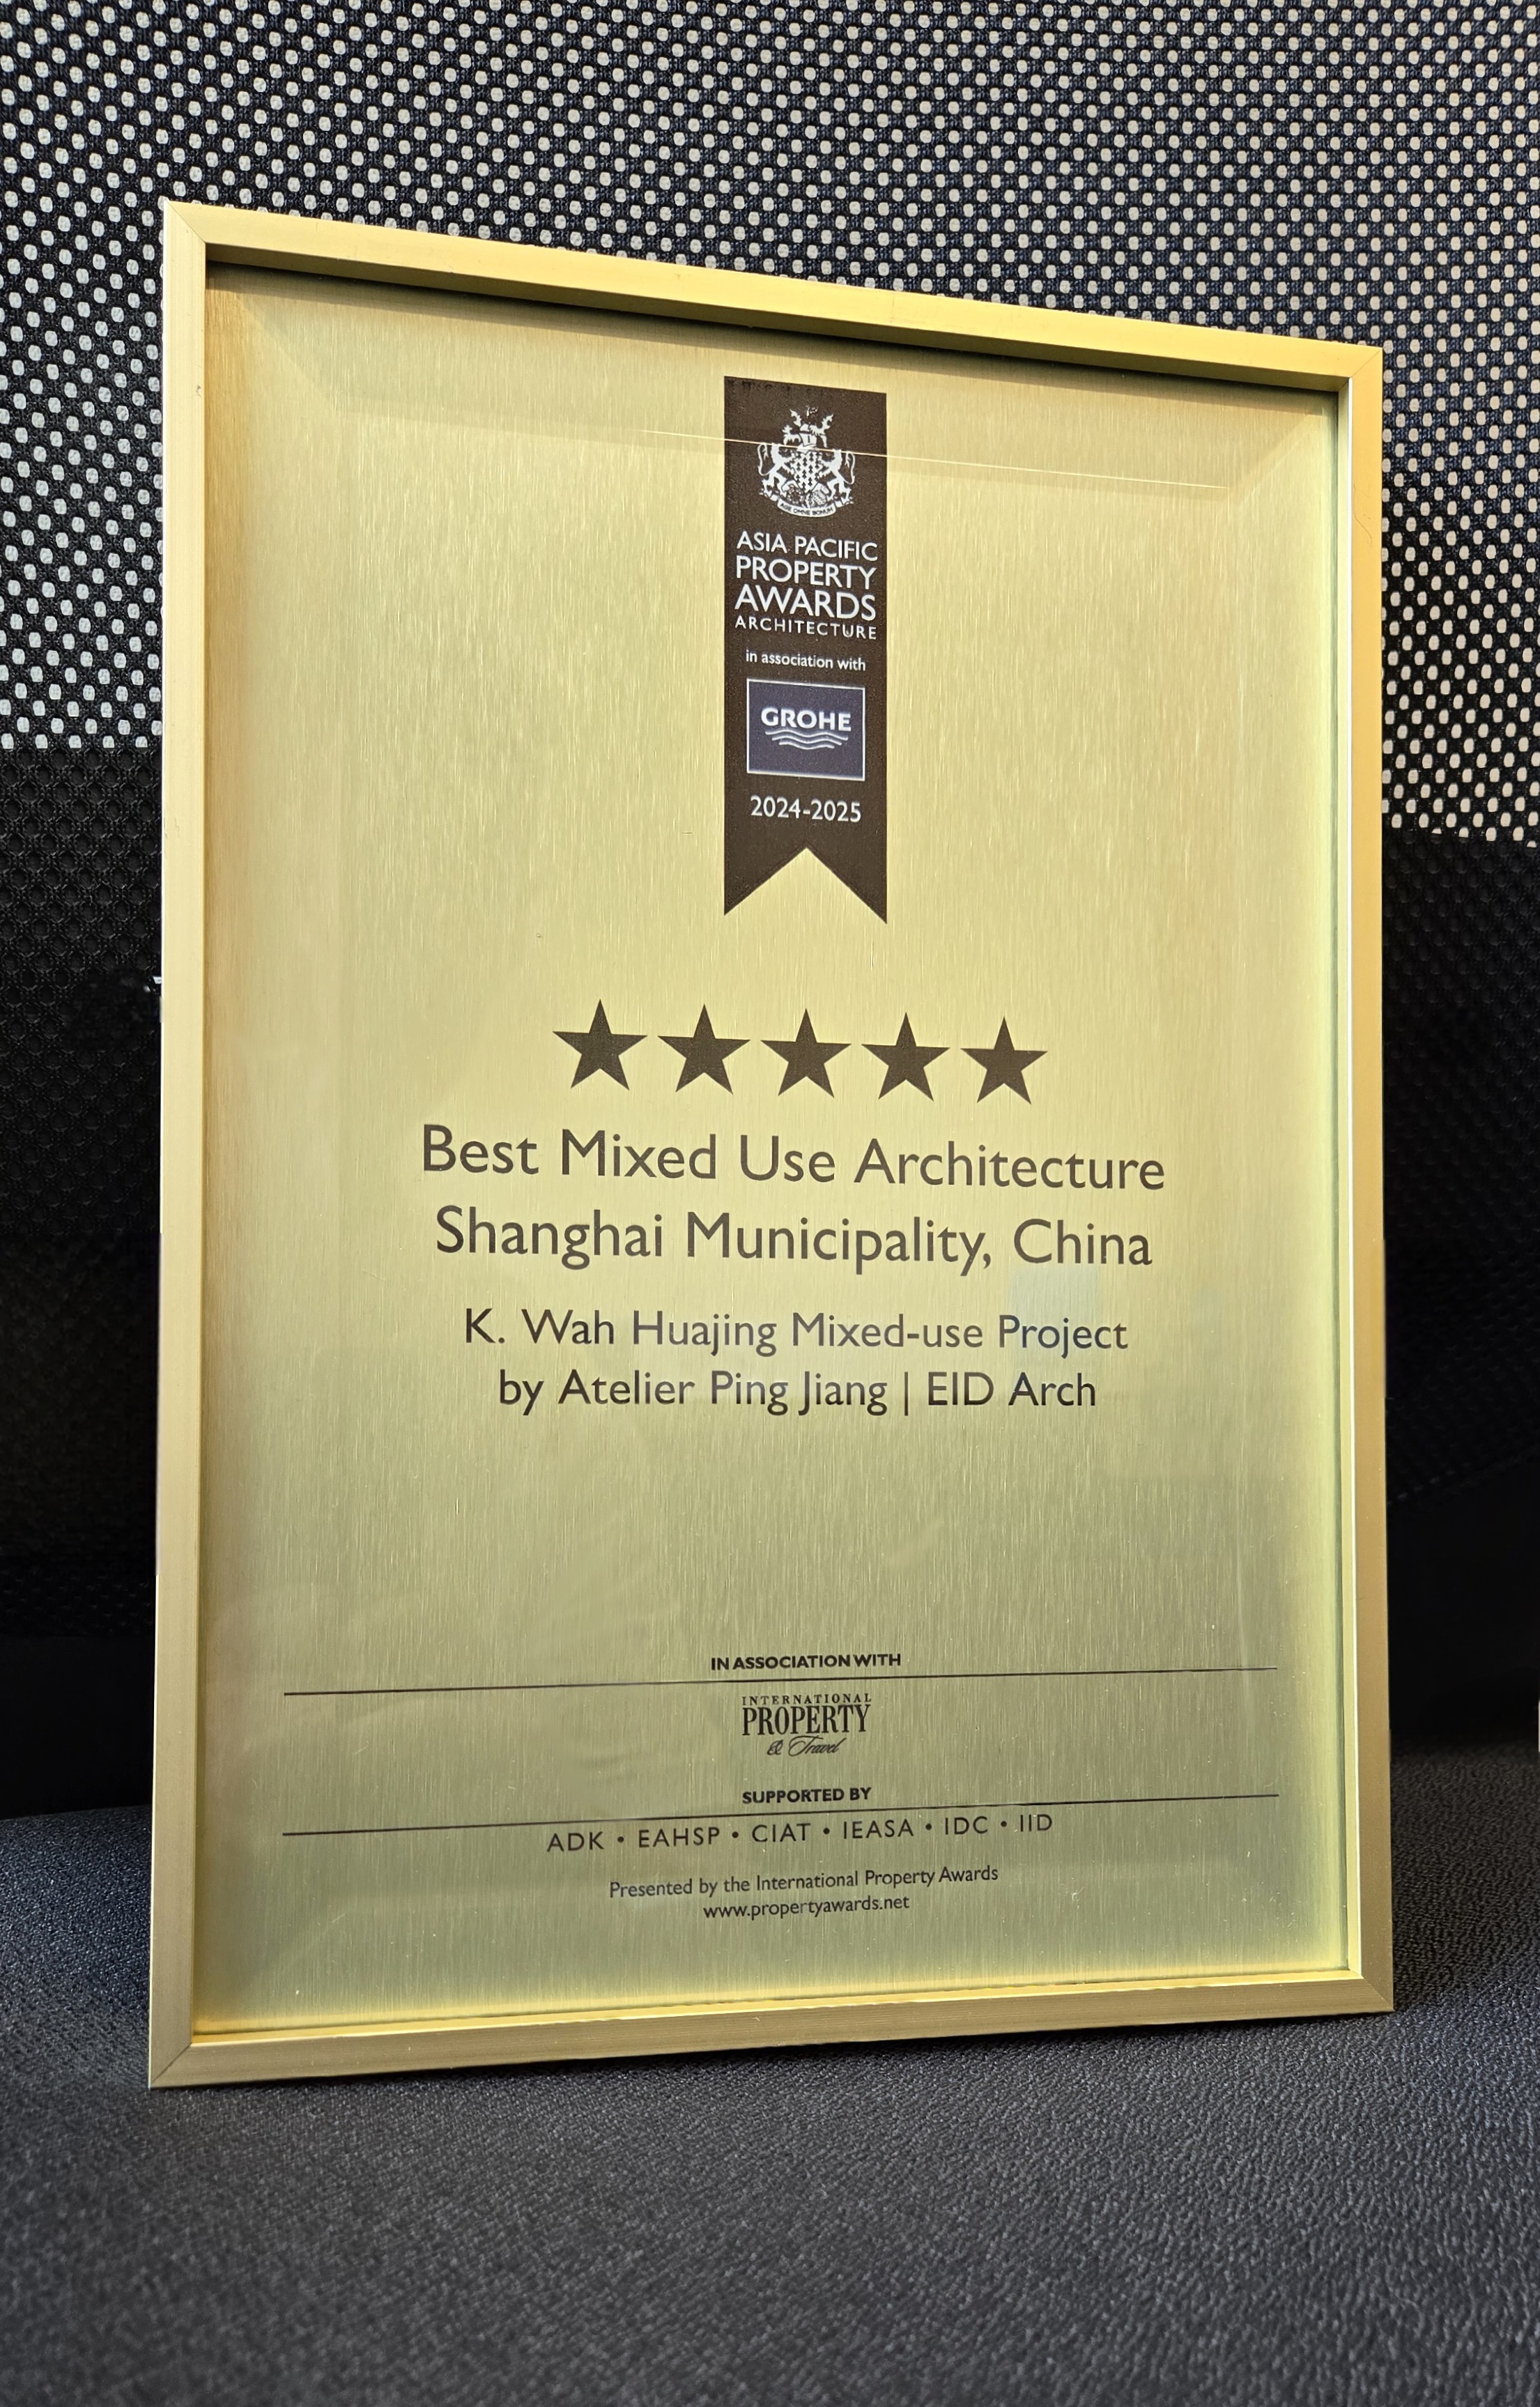 ASIA PACIFIC
PROPERTY
AWARDS
ARCHITECTURE
in association with
GROHE
2024-2025
Best Mixed Use Architecture
Shanghai Municipality, China
K. Wah Huajing Mixed-use Project
by Atelier Ping Jiang | EID Arch
IN ASSOCIATION WITH
INTERNATIONAL
PROPERTY
& Travel
SUPPORTED BY
ADK • EAHSP • CIAT • IEASA • IDC • IID
Presented by the International Property Awards
www.propertyawards.net